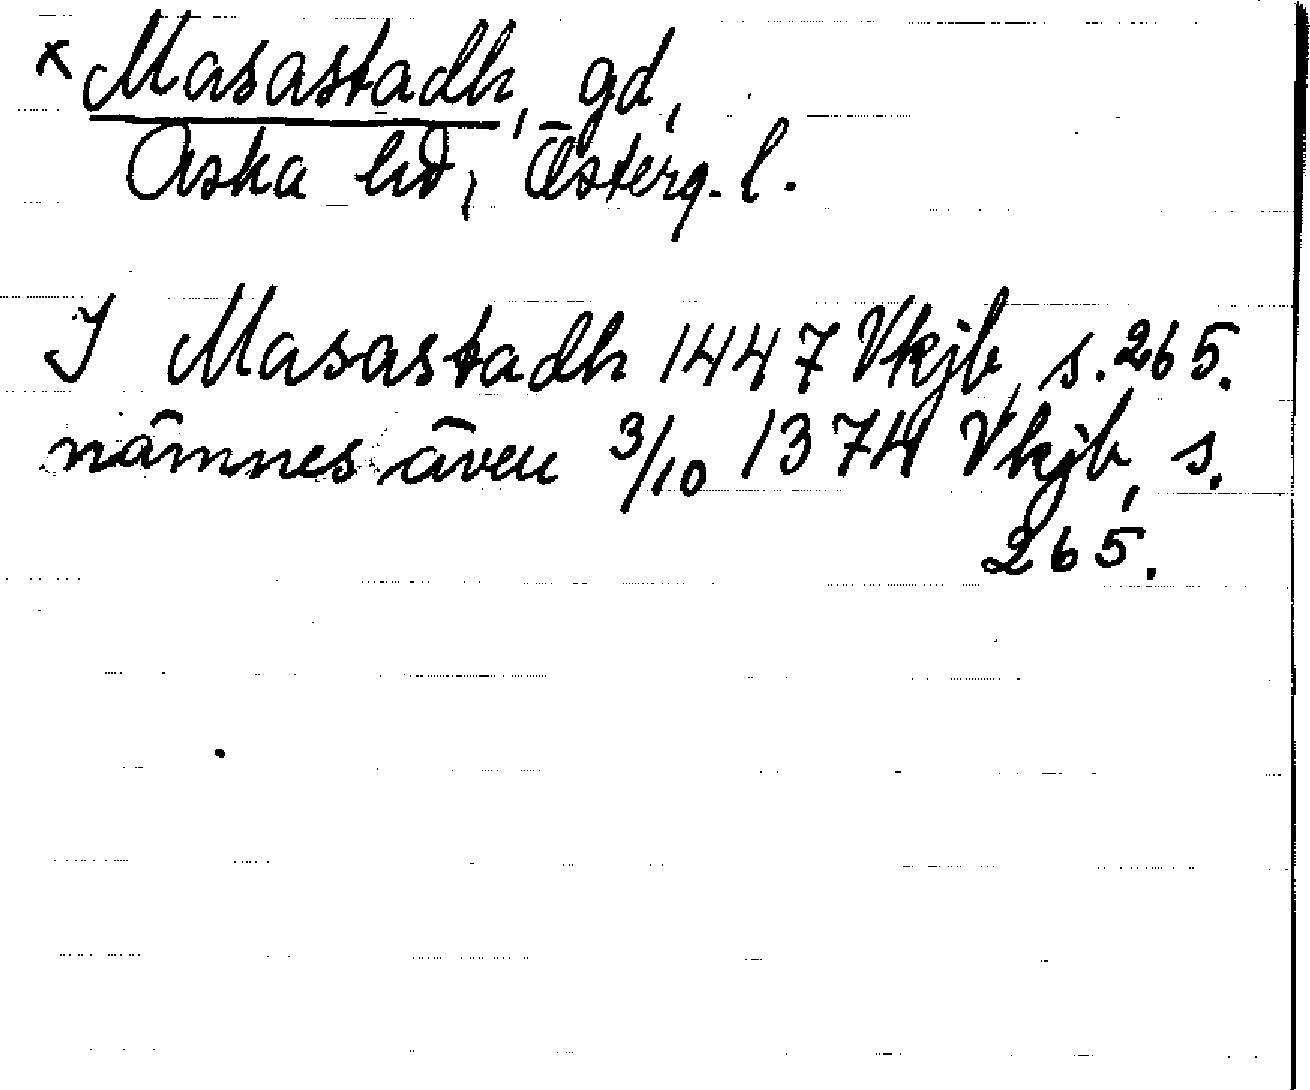 x Masastadh, gd,
Aska hd, Österg. l.
I Masastadh 1447 Vkjb, s. 265.
nämnes även 3/10 1374 Vkjb, s.
265.